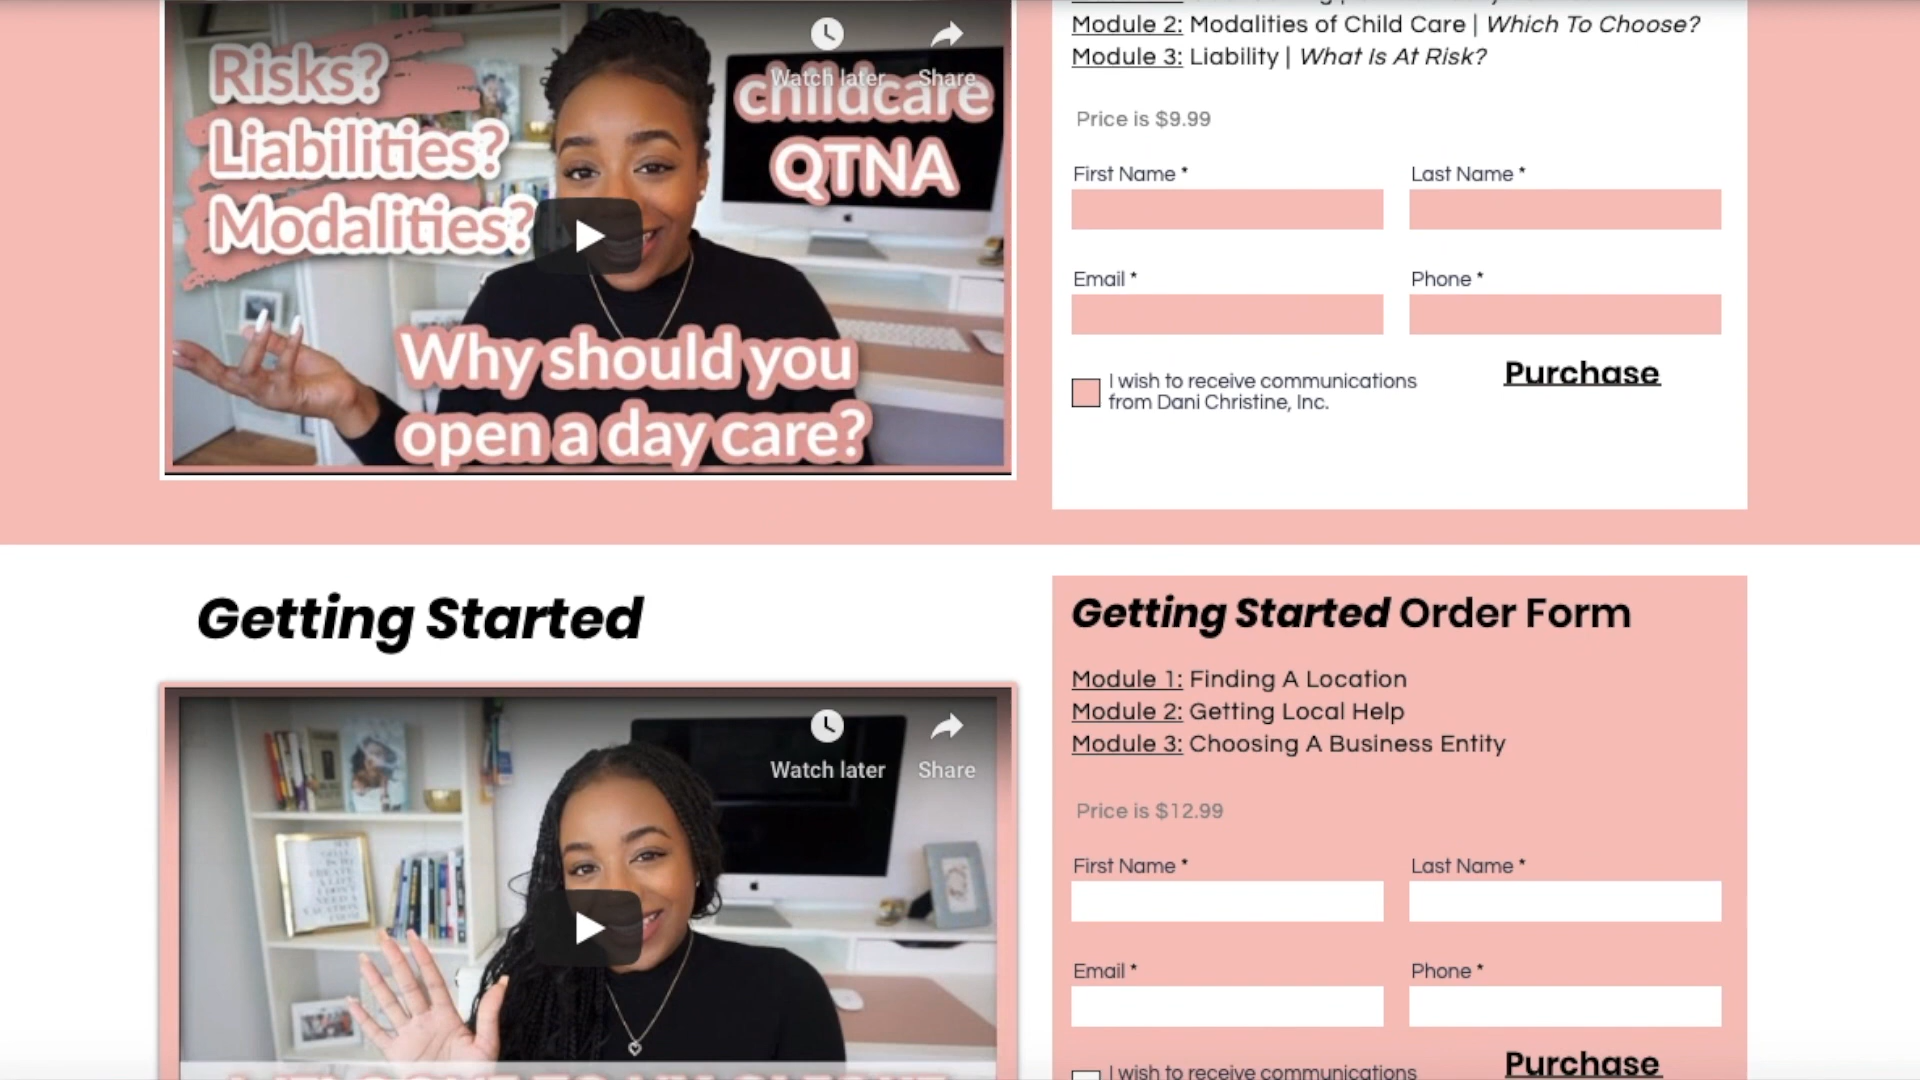 Risks?
Liabilities?
Modalities?
Watch later
Share
childcare
QTNA
Why should you
open a day care?
Module 2: Modalities of Child Care | Which To Choose?
Module 3: Liability | What Is At Risk?
Price is $9.99
First Name *
Last Name *
Email *
Phone *
I wish to receive communications
from Dani Christine, Inc.
Purchase
Getting Started
Watch later
Share
Getting Started Order Form
Module 1: Finding A Location
Module 2: Getting Local Help
Module 3: Choosing A Business Entity
Price is $12.99
First Name *
Last Name *
Email *
Phone *
I wish to receive communications
Purchase